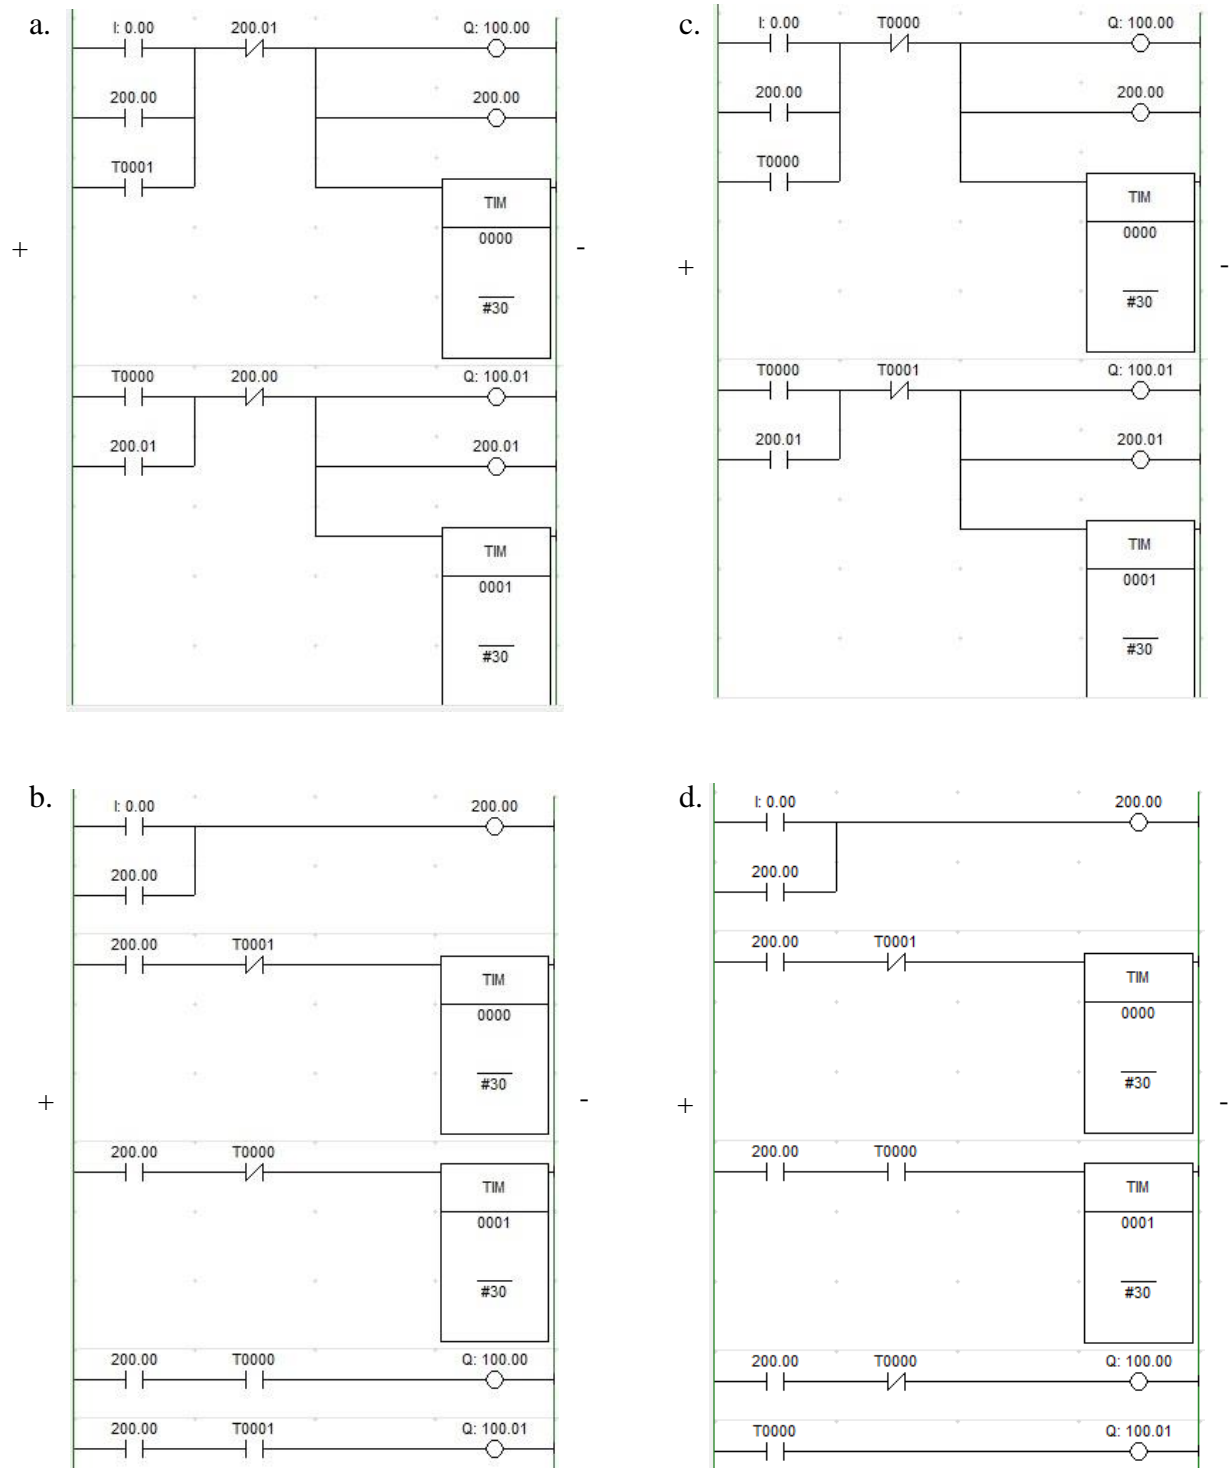 a.
I: 0.00 200.01 Q: 100.00
200.00 200.00
T0001
TIM
0000
+ -
#30
T0000 200.00 Q: 100.01
200.01 200.01
TIM
0001
#30
c.
I: 0.00 T0000 Q: 100.00
200.00 200.00
T0000
TIM
0000
+ -
#30
T0000 T0001 Q: 100.01
200.01 200.01
TIM
0001
#30
b.
I: 0.00 200.00
200.00
200.00 T0001
TIM
0000
#30
+ -
200.00 T0000
TIM
0001
#30
200.00 T0000 Q: 100.00
200.00 T0001 Q: 100.01
d.
I: 0.00 200.00
200.00
200.00 T0001
TIM
0000
#30
+ -
200.00 T0000
TIM
0001
#30
200.00 T0000 Q: 100.00
T0000 Q: 100.01